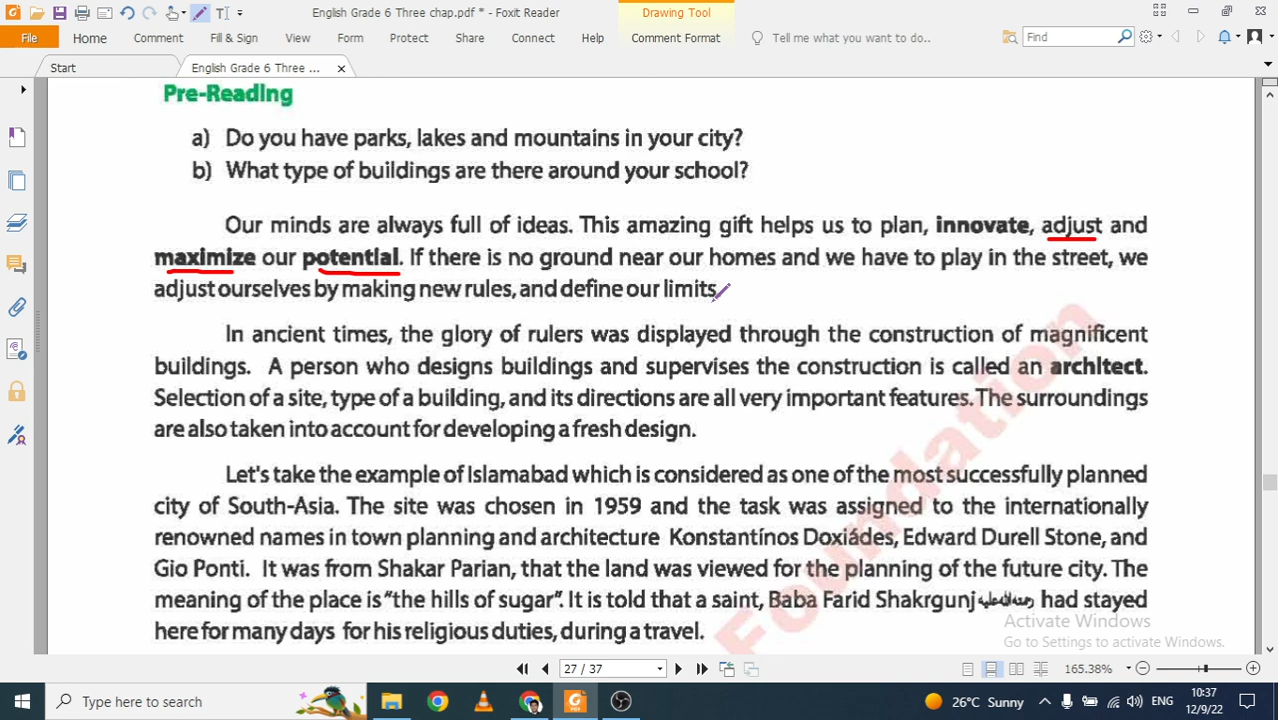 English Grade 6 Three chap.pdf * - Foxit Reader
Drawing Tool
File Home Comment Fill & Sign View Form Protect Share Connect Help Comment Format Tell me what you want to do.. Find
Start English Grade 6 Three ...
Pre-Reading
a) Do you have parks, lakes and mountains in your city?
b) What type of buildings are there around your school?
Our minds are always full of ideas. This amazing gift helps us to plan, innovate, adjust and
maximize our potential. If there is no ground near our homes and we have to play in the street, we
adjust ourselves by making new rules, and define our limits
In ancient times, the glory of rulers was displayed through the construction of magnificent
buildings. A person who designs buildings and supervises the construction is called an architect.
Selection of a site, type of a building, and its directions are all very important features. The surroundings
are also taken into account for developing a fresh design.
Let's take the example of Islamabad which is considered as one of the most successfully planned
city of South-Asia. The site was chosen in 1959 and the task was assigned to the internationally
renowned names in town planning and architecture Konstantínos Doxiádes, Edward Durell Stone, and
Gio Ponti. It was from Shakar Parian, that the land was viewed for the planning of the future city. The
meaning of the place is "the hills of sugar". It is told that a saint, Baba Farid Shakrgunj had stayed
here for many days for his religious duties, during a travel.
Foundation
Activate Windows
Go to Settings to activate Windows.
27 / 37 165.38%
Type here to search 26°C Sunny ENG 10:37
12/9/22